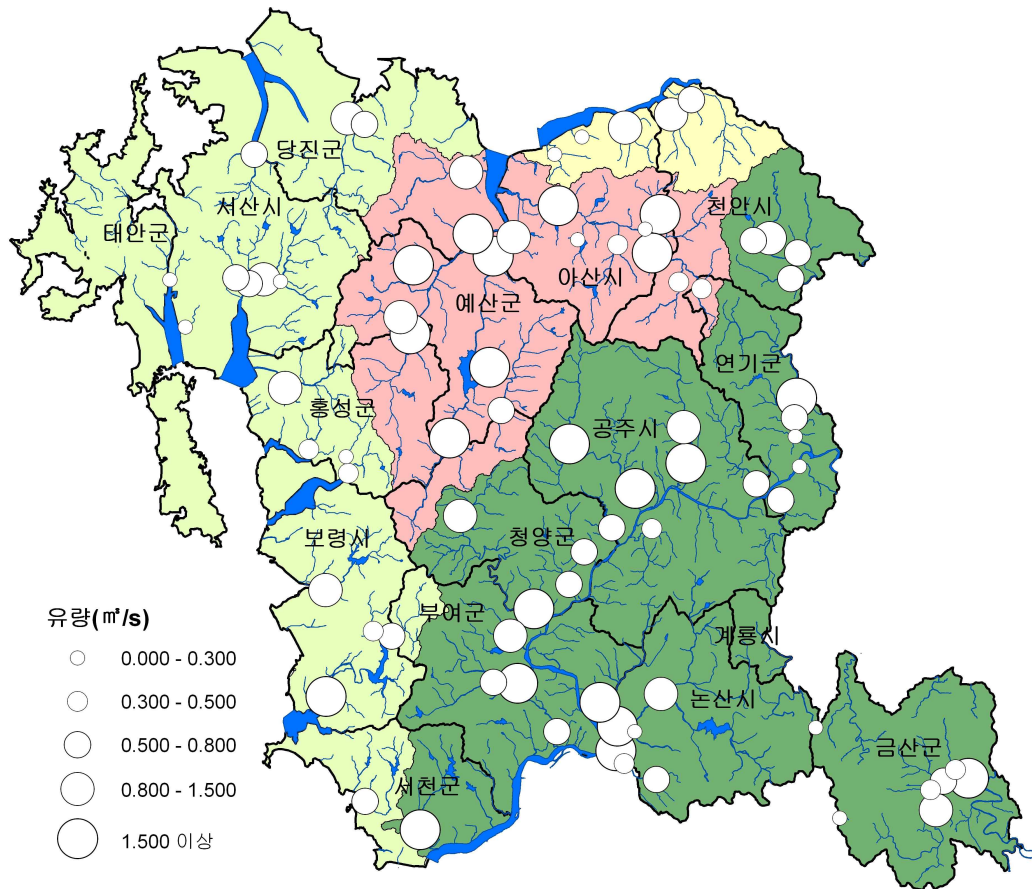 당진군
서산시
태안군
천안시
아산시
예산군
연기군
홍성군
공주시
청양군
보령시
부여군
계룡시
논산시
금산군
서천군
유량(㎥/s)
0.000 - 0.300
0.300 - 0.500
0.500 - 0.800
0.800 - 1.500
1.500 이상